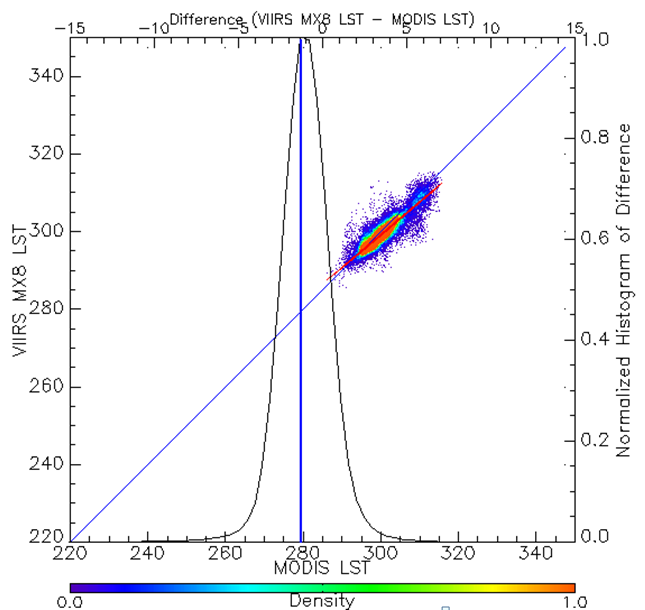 Difference (VIIRS MX8 LST - MODIS LST)
-15 -10 -5 0 5 10 15
340
320
300
280
260
240
220
VIIRS MX8 LST
1.0
0.8
0.6
0.4
0.2
0.0
Normalized Histogram of Difference
220 240 260 280 300 320 340
MODIS LST
0.0 Density 1.0